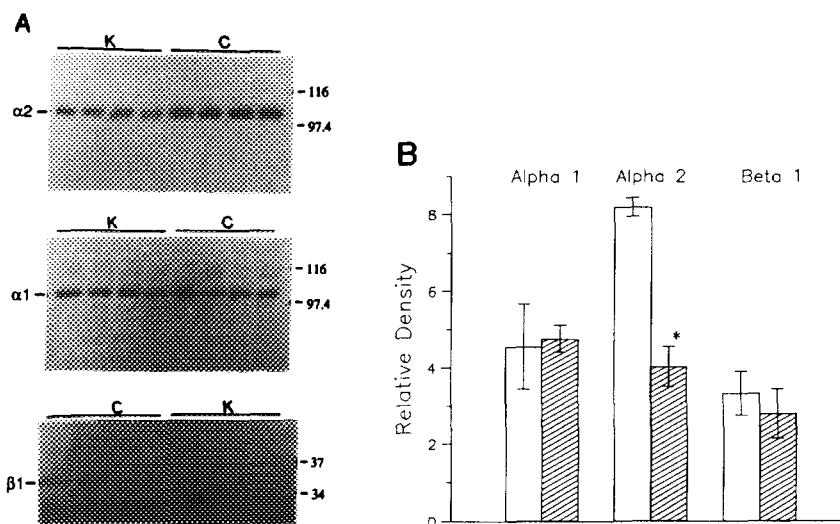 A
K C
α2
116
97.4
K C
α1
116
97.4
C K
β1
37
34
B
Alpha 1 Alpha 2 Beta 1
*
8
6
4
2
0
Relative Density